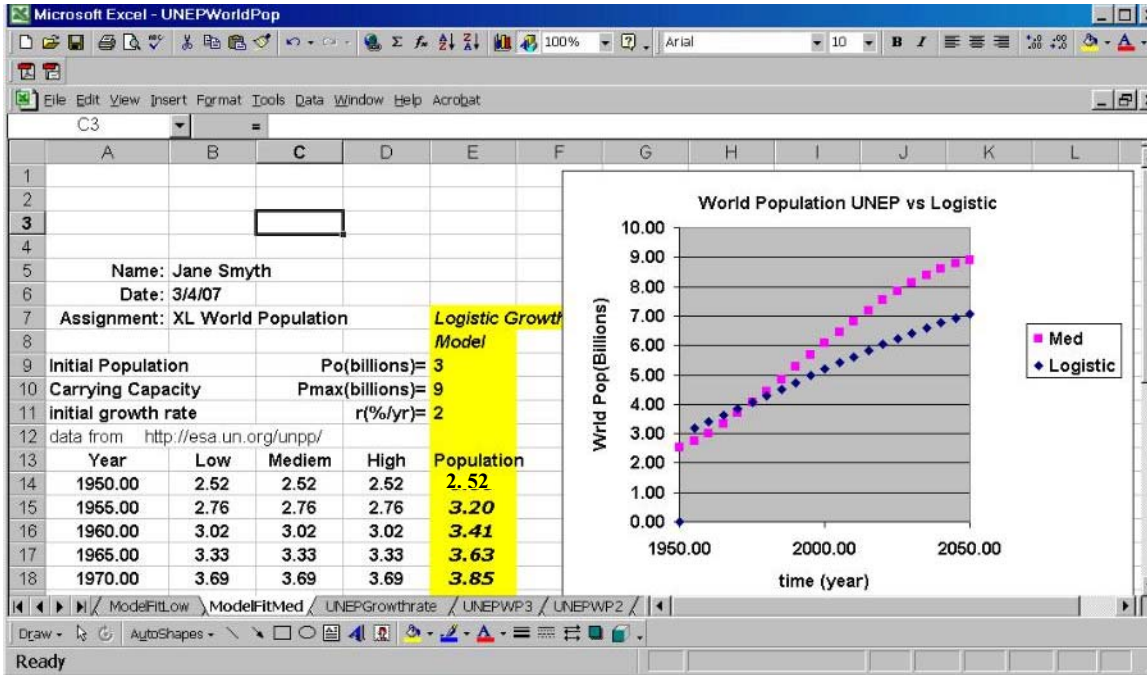 Microsoft Excel - UNEPWorldPop
100% Arial 10 B I
File Edit View Insert Format Tools Data Window Help Acrobat
C3 =
A B C D E F G H I J K L
1
2
3
4
5 Name: Jane Smyth
6 Date: 3/4/07
7 Assignment: XL World Population Logistic Growth
8 Model
9 Initial Population Po(billions)= 3
10 Carrying Capacity Pmax(billions)= 9
11 initial growth rate r(%/yr)= 2
12 data from http://esa.un.org/unpp/
13 Year Low Mediem High Population
14 1950.00 2.52 2.52 2.52 2. 52
15 1955.00 2.76 2.76 2.76 3.20
16 1960.00 3.02 3.02 3.02 3.41
17 1965.00 3.33 3.33 3.33 3.63
18 1970.00 3.69 3.69 3.69 3.85
World Population UNEP vs Logistic
Wrld Pop(Billions)
10.00
9.00
8.00
7.00
6.00
5.00
4.00
3.00
2.00
1.00
0.00
1950.00 2000.00 2050.00
time (year)
Med
Logistic
ModelFitLow ModelFitMed UNEPGrowthrate UNEPWP3 UNEPWP2
Draw AutoShapes
Ready